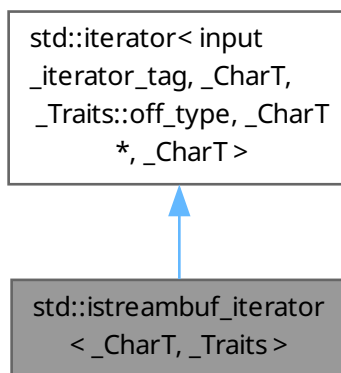 std::iterator< input
_iterator_tag, _CharT,
_Traits::off_type, _CharT
*, _CharT >
std::istreambuf_iterator
< _CharT, _Traits >